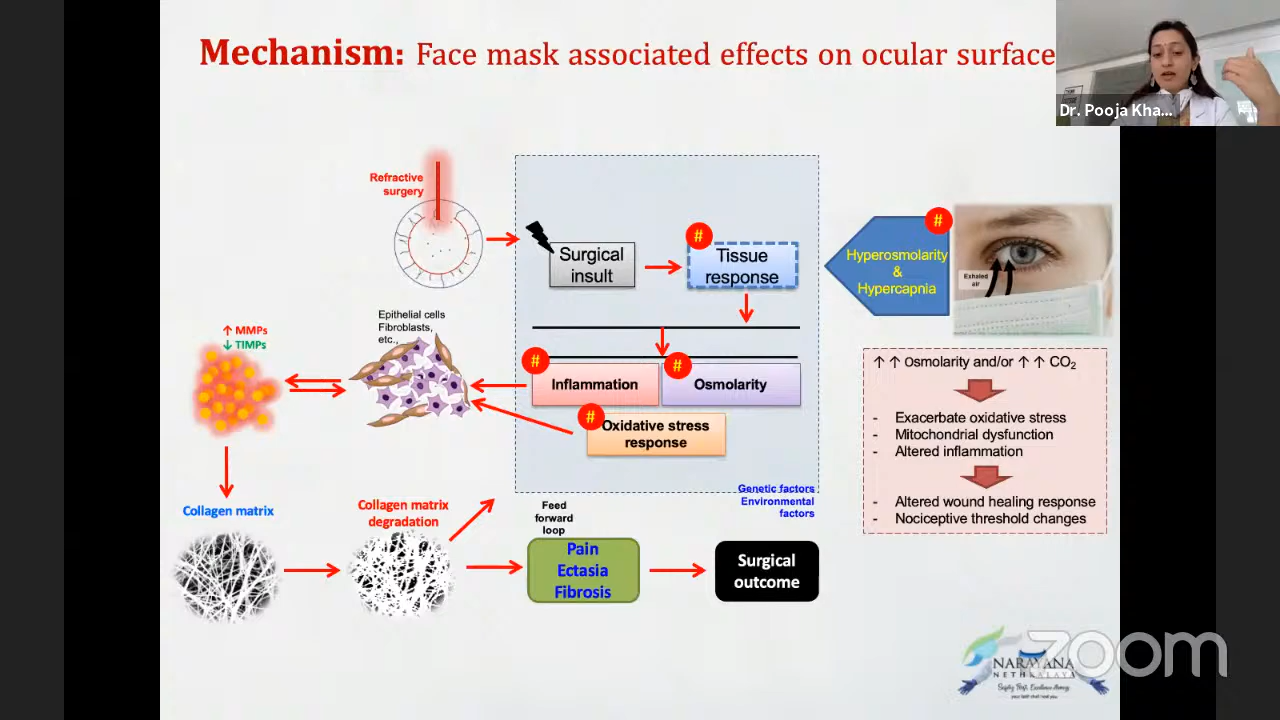 Mechanism: Face mask associated effects on ocular surface
Dr. Pooja Kha...
Refractive
surgery
Surgical
insult
#
Tissue
response
Hyperosmolarity
&
Hypercapnia
#
Exhaled
air
Epithelial cells
Fibroblasts,
etc.,
↑ MMPs
↓ TIMPs
#
Inflammation
#
Osmolarity
#
Oxidative stress
response
↑ ↑ Osmolarity and/or ↑ ↑ CO₂
- Exacerbate oxidative stress
- Mitochondrial dysfunction
- Altered inflammation
- Altered wound healing response
- Nociceptive threshold changes
Genetic factors
Environmental
factors
Collagen matrix
Collagen matrix
degradation
Feed
forward
loop
Pain
Ectasia
Fibrosis
Surgical
outcome
zoom
NARAYANA
NETHRALAYA